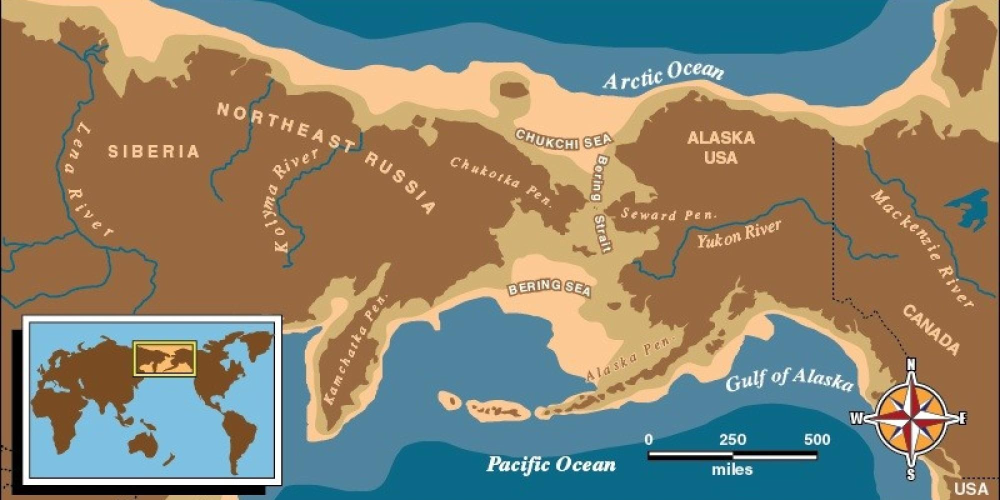 Arctic Ocean
NORTHEAST RUSSIA
Lena River
SIBERIA
Kolyma River
CHUKCHI SEA
ALASKA
USA
Chukotka Pen.
Bering Strait
Seward Pen.
Yukon River
Mackenzie River
BERING SEA
Kamchatka Pen.
CANADA
Alaska Pen.
Gulf of Alaska
N
W
E
S
0 250 500
miles
Pacific Ocean
USA